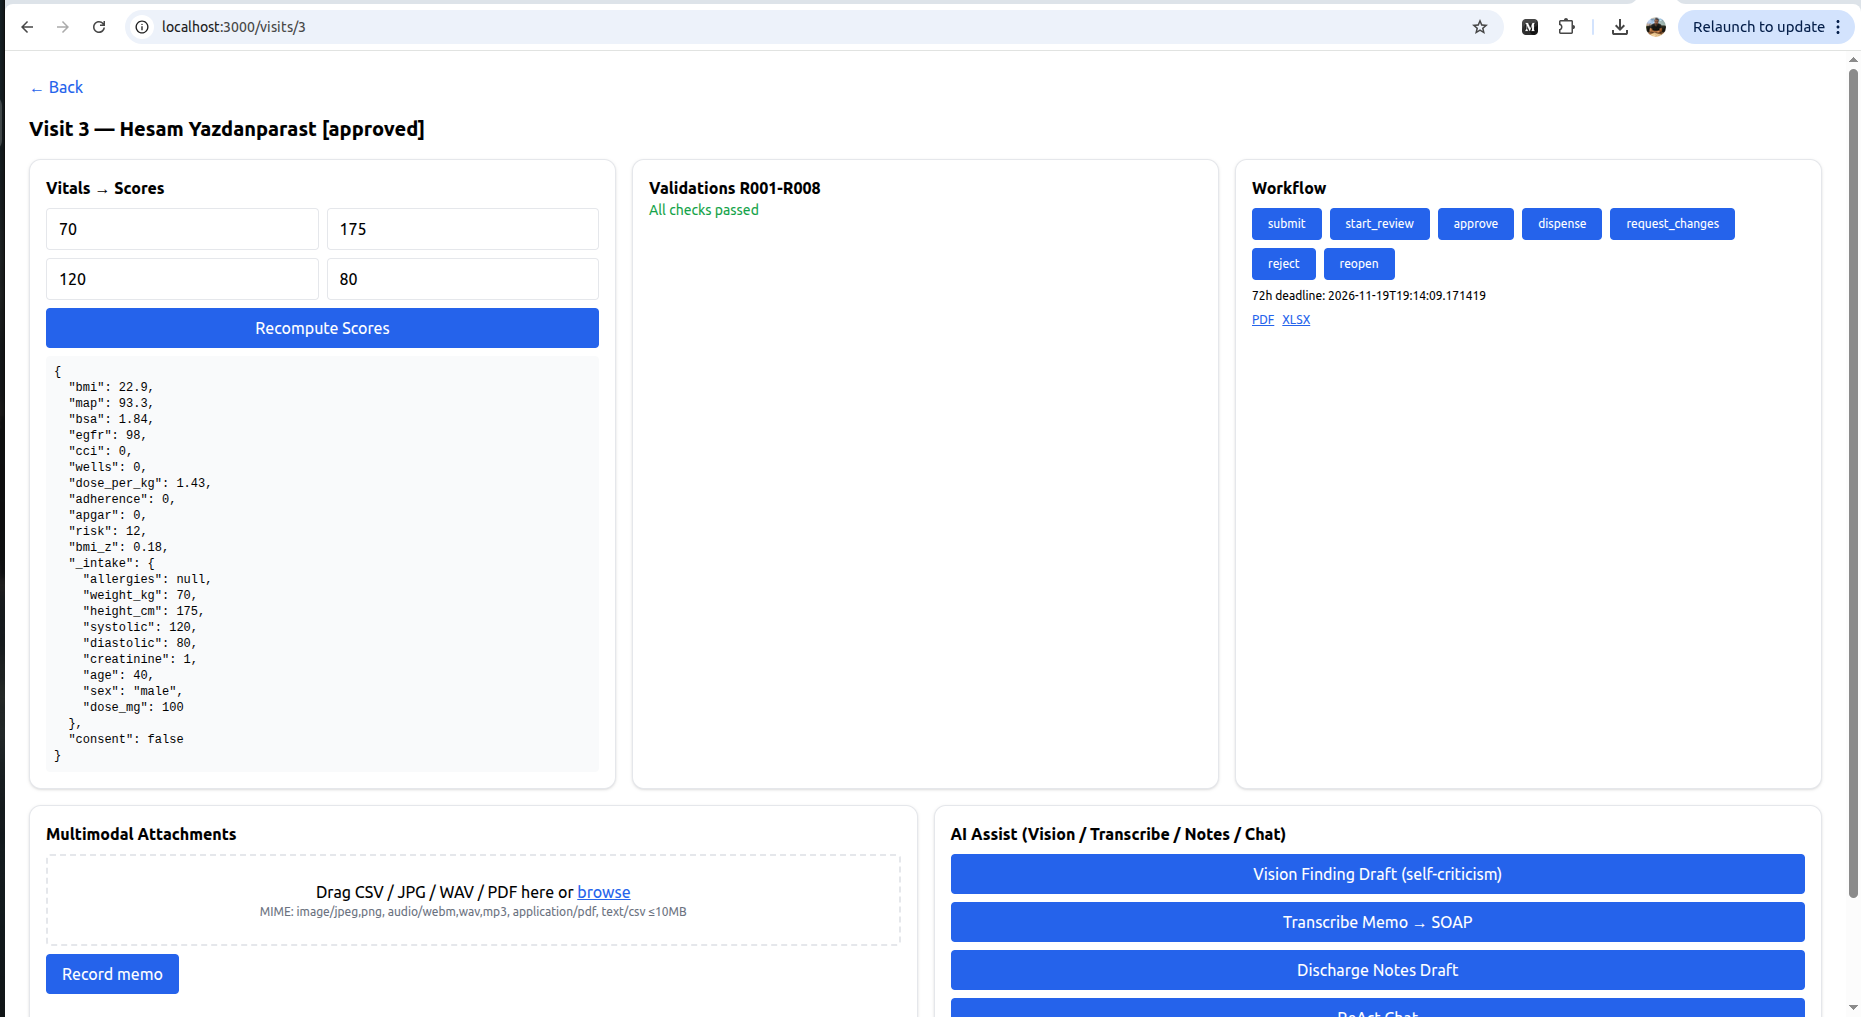 localhost:3000/visits/3
Relaunch to update
← Back
Visit 3 — Hesam Yazdanparast [approved]
Vitals → Scores
70
175
120
80
Recompute Scores
{
  "bmi": 22.9,
  "map": 93.3,
  "bsa": 1.84,
  "egfr": 98,
  "cci": 0,
  "wells": 0,
  "dose_per_kg": 1.43,
  "adherence": 0,
  "apgar": 0,
  "risk": 12,
  "bmi_z": 0.18,
  "_intake": {
    "allergies": null,
    "weight_kg": 70,
    "height_cm": 175,
    "systolic": 120,
    "diastolic": 80,
    "creatinine": 1,
    "age": 40,
    "sex": "male",
    "dose_mg": 100
  },
  "consent": false
}
Validations R001-R008
All checks passed
Workflow
submit start_review approve dispense request_changes
reject reopen
72h deadline: 2026-11-19T19:14:09.171419
PDF XLSX
Multimodal Attachments
Drag CSV / JPG / WAV / PDF here or browse
MIME: image/jpeg,png, audio/webm,wav,mp3, application/pdf, text/csv ≤10MB
Record memo
AI Assist (Vision / Transcribe / Notes / Chat)
Vision Finding Draft (self-criticism)
Transcribe Memo → SOAP
Discharge Notes Draft
ReAct Chat